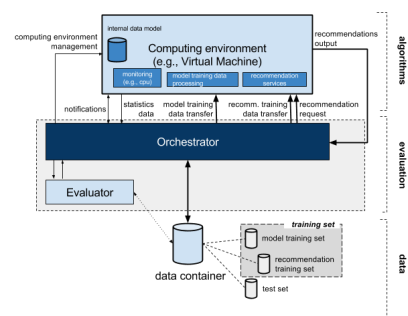 internal data model
Computing environment
(e.g., Virtual Machine)
monitoring
(e.g., cpu)
model training data
processing
recommendation
services
computing environment
management
recommendations
output
notifications
statistics
data
model training
data transfer
recomm. training
data transfer
recommendation
request
Orchestrator
Evaluator
data container
training set
model training set
recommendation
training set
test set
algorithms
evaluation
data